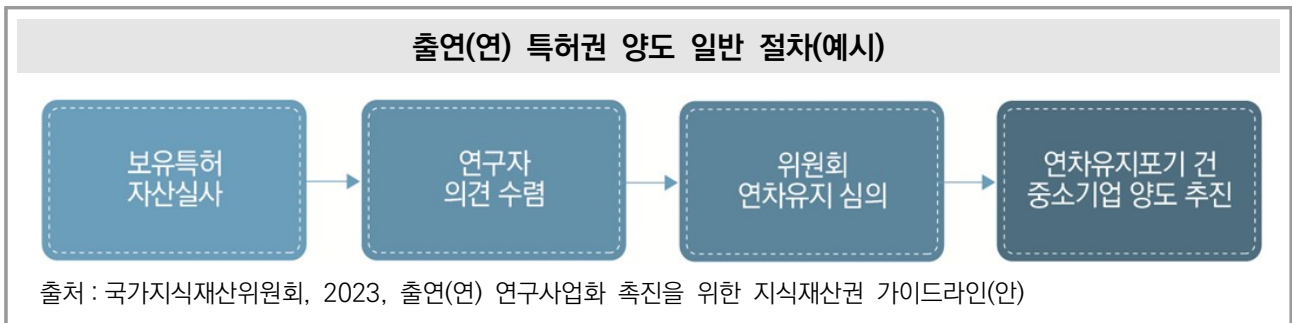 출연(연) 특허권 양도 일반 절차(예시)
보유특허
자산실사
연구자
의견 수렴
위원회
연차유지 심의
연차유지포기 건
중소기업 양도 추진
출처 : 국가지식재산위원회, 2023, 출연(연) 연구사업화 촉진을 위한 지식재산권 가이드라인(안)